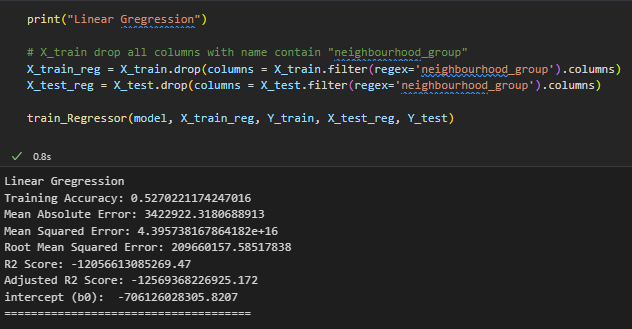 print("Linear Gregression")
# X_train drop all columns with name contain "neighbourhood_group"
X_train_reg = X_train.drop(columns = X_train.filter(regex='neighbourhood_group').columns)
X_test_reg = X_test.drop(columns = X_test.filter(regex='neighbourhood_group').columns)
train_Regressor(model, X_train_reg, Y_train, X_test_reg, Y_test)
0.8s
Linear Gregression
Training Accuracy: 0.5270221174247016
Mean Absolute Error: 3422922.3180688913
Mean Squared Error: 4.395738167864182e+16
Root Mean Squared Error: 209660157.58517838
R2 Score: -12056613085269.47
Adjusted R2 Score: -12569368226925.172
intercept (b0):  -706126028305.8207
=====================================